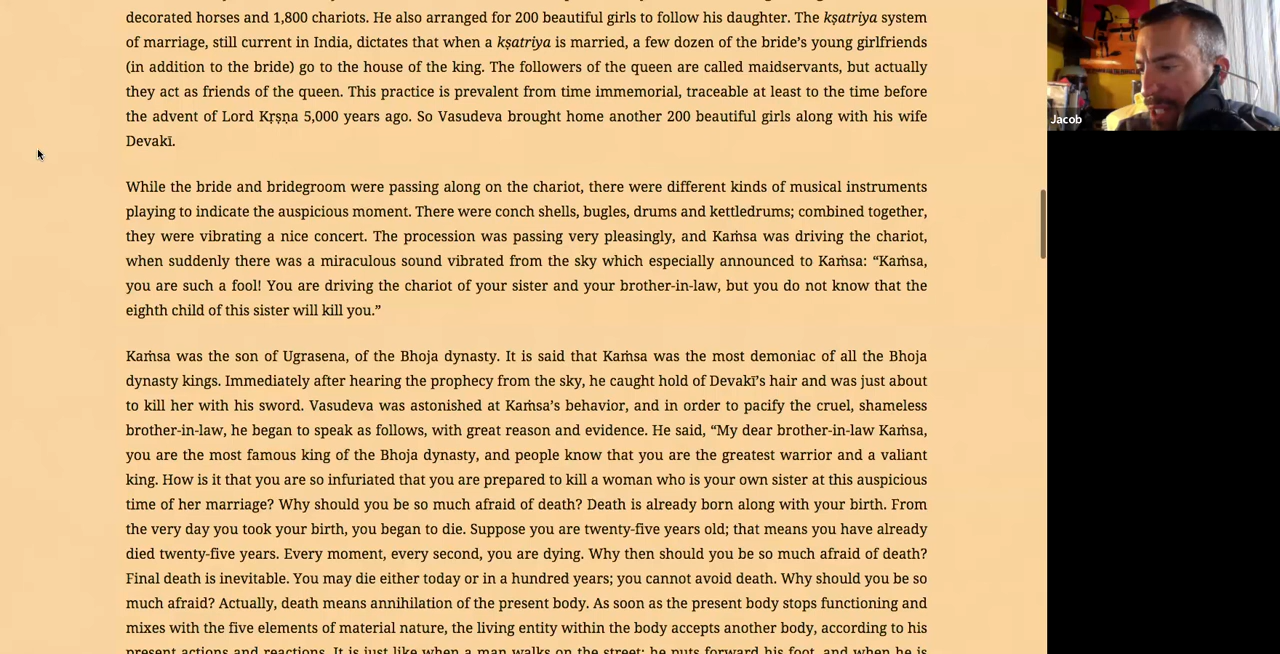 decorated horses and 1,800 chariots. He also arranged for 200 beautiful girls to follow his daughter. The kṣatriya system
of marriage, still current in India, dictates that when a kṣatriya is married, a few dozen of the bride’s young girlfriends
(in addition to the bride) go to the house of the king. The followers of the queen are called maidservants, but actually
they act as friends of the queen. This practice is prevalent from time immemorial, traceable at least to the time before
the advent of Lord Kṛṣṇa 5,000 years ago. So Vasudeva brought home another 200 beautiful girls along with his wife
Devakī.
While the bride and bridegroom were passing along on the chariot, there were different kinds of musical instruments
playing to indicate the auspicious moment. There were conch shells, bugles, drums and kettledrums; combined together,
they were vibrating a nice concert. The procession was passing very pleasingly, and Kaṁsa was driving the chariot,
when suddenly there was a miraculous sound vibrated from the sky which especially announced to Kaṁsa: “Kaṁsa,
you are such a fool! You are driving the chariot of your sister and your brother-in-law, but you do not know that the
eighth child of this sister will kill you.”
Kaṁsa was the son of Ugrasena, of the Bhoja dynasty. It is said that Kaṁsa was the most demoniac of all the Bhoja
dynasty kings. Immediately after hearing the prophecy from the sky, he caught hold of Devakī’s hair and was just about
to kill her with his sword. Vasudeva was astonished at Kaṁsa’s behavior, and in order to pacify the cruel, shameless
brother-in-law, he began to speak as follows, with great reason and evidence. He said, “My dear brother-in-law Kaṁsa,
you are the most famous king of the Bhoja dynasty, and people know that you are the greatest warrior and a valiant
king. How is it that you are so infuriated that you are prepared to kill a woman who is your own sister at this auspicious
time of her marriage? Why should you be so much afraid of death? Death is already born along with your birth. From
the very day you took your birth, you began to die. Suppose you are twenty-five years old; that means you have already
died twenty-five years. Every moment, every second, you are dying. Why then should you be so much afraid of death?
Final death is inevitable. You may die either today or in a hundred years; you cannot avoid death. Why should you be so
much afraid? Actually, death means annihilation of the present body. As soon as the present body stops functioning and
mixes with the five elements of material nature, the living entity within the body accepts another body, according to his
present actions and reactions. It is just like when a man walks on the street; he puts forward his foot, and when he is
Jacob